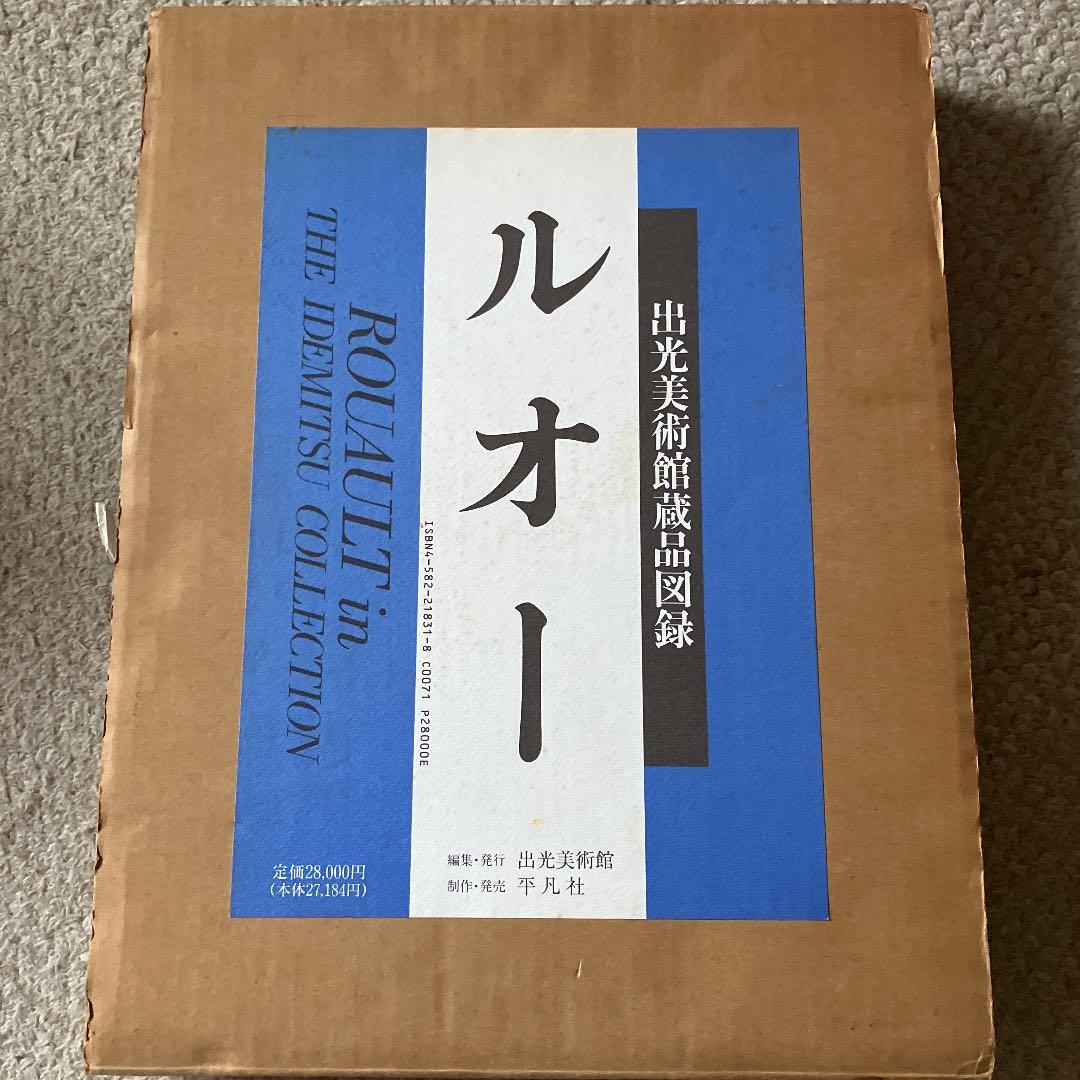 出光美術館蔵品図録
ルオー
ROUAULT in
THE IDEMITSU COLLECTION
ISBN4-582-21831-8 C0071 P28000E
編集・発行 出光美術館
制作・発売 平凡社
定価28,000円
(本体27,184円)